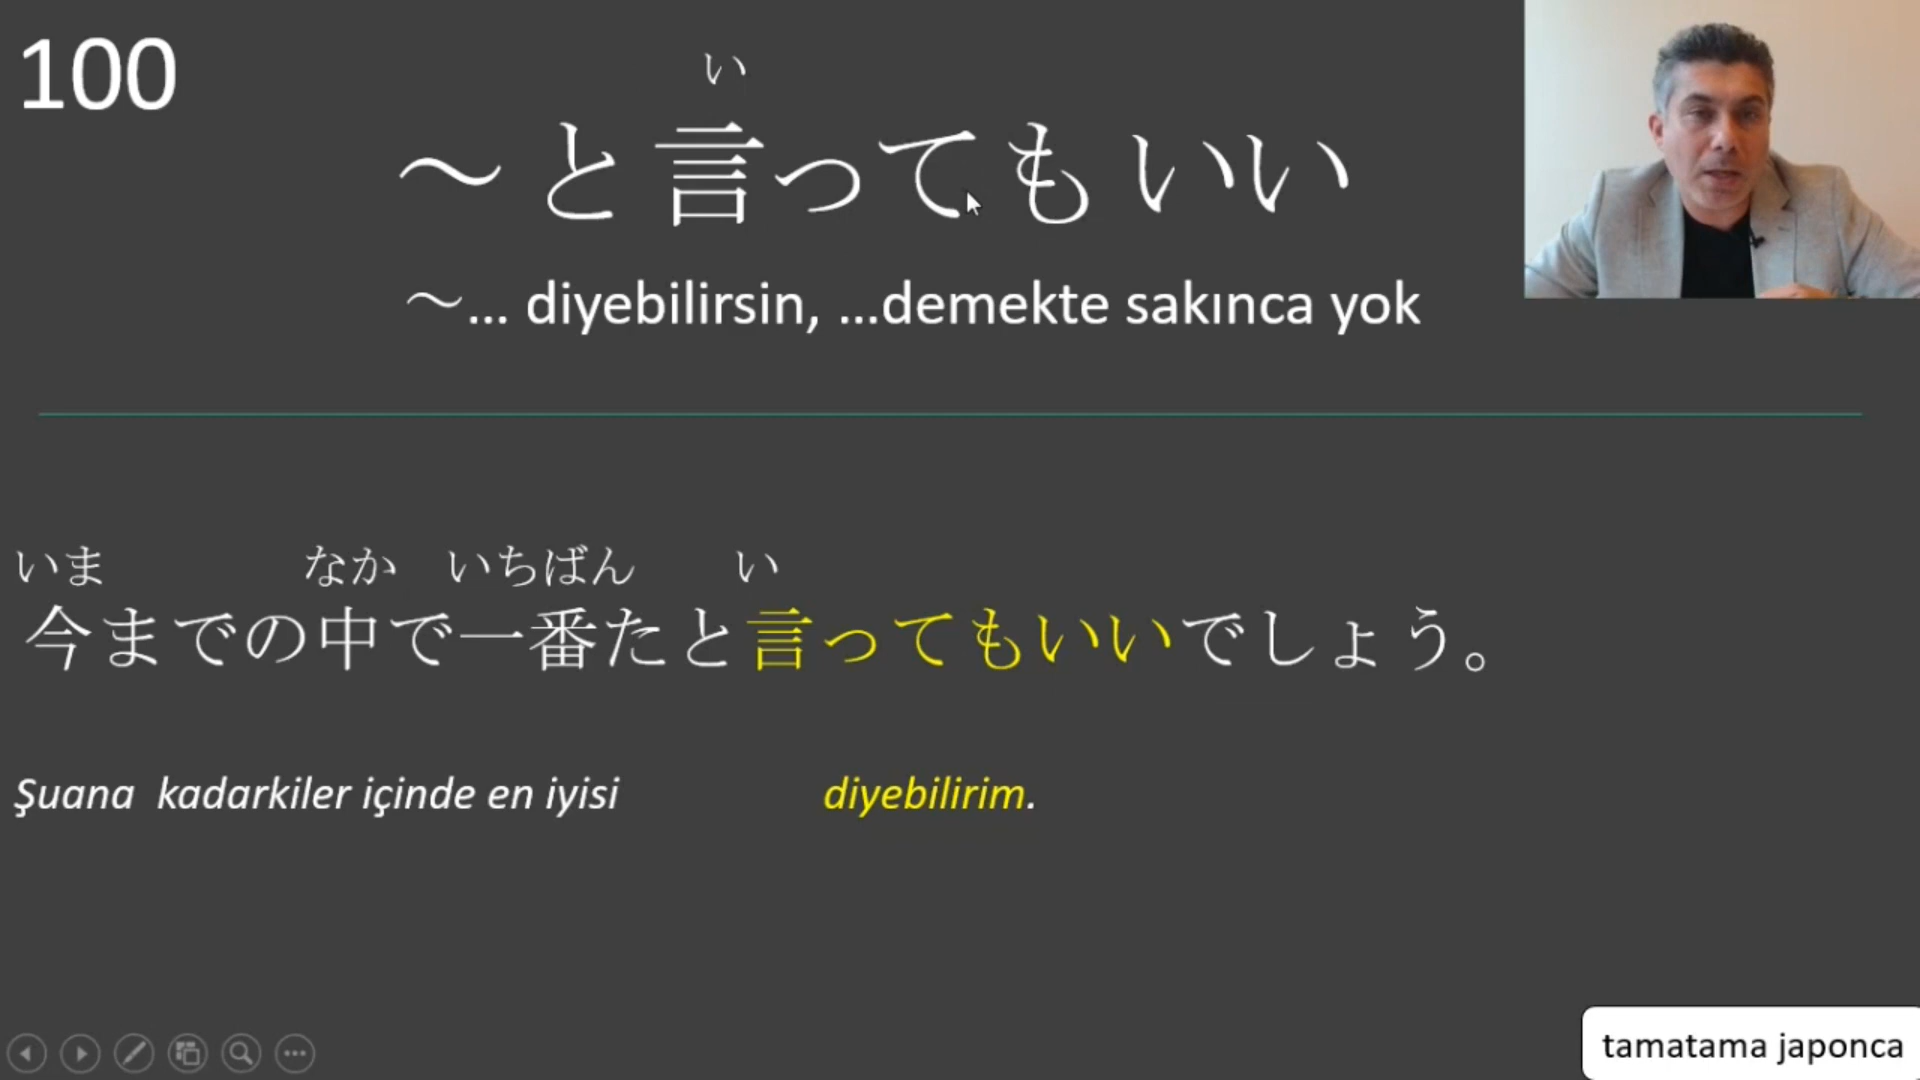 100
い
～と言ってもいい
～... diyebilirsin, ...demekte sakınca yok
いま なか いちばん い
今までの中で一番たと言ってもいいでしょう。
Şuana kadarkiler içinde en iyisi diyebilirim.
tamatama japonca